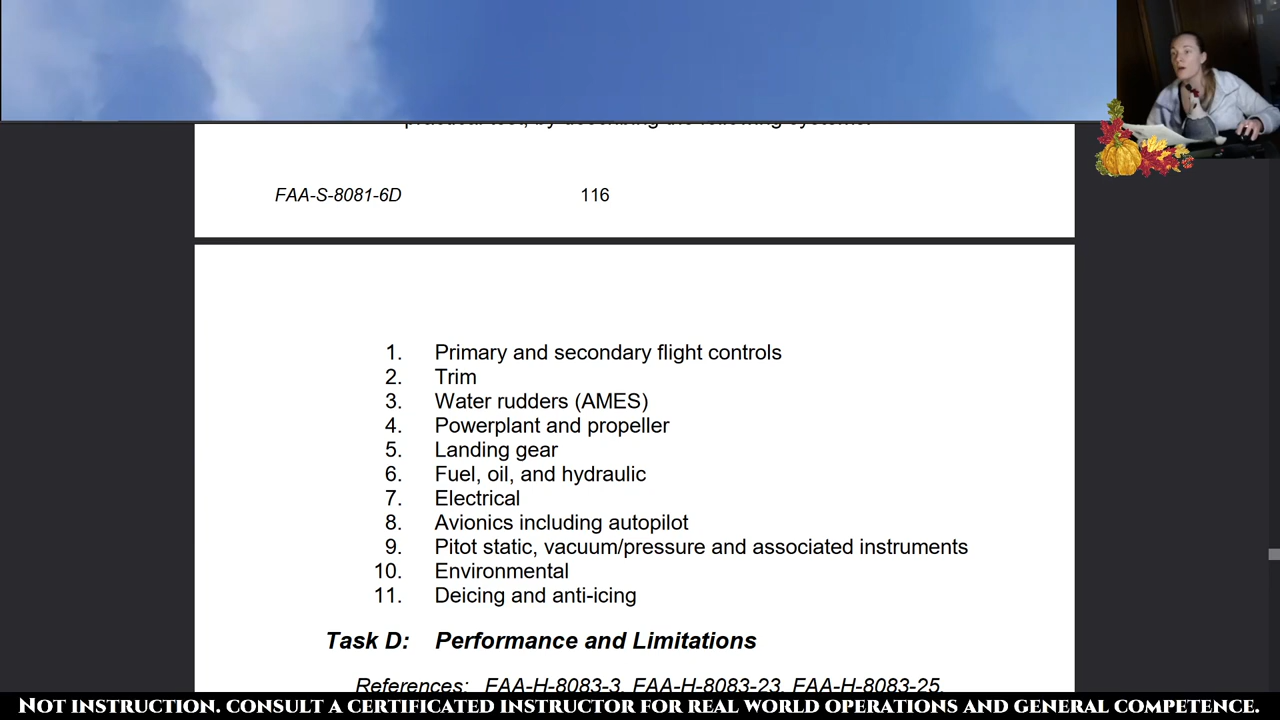 FAA-S-8081-6D 116
1. Primary and secondary flight controls
2. Trim
3. Water rudders (AMES)
4. Powerplant and propeller
5. Landing gear
6. Fuel, oil, and hydraulic
7. Electrical
8. Avionics including autopilot
9. Pitot static, vacuum/pressure and associated instruments
10. Environmental
11. Deicing and anti-icing
Task D: Performance and Limitations
References: FAA-H-8083-3, FAA-H-8083-23, FAA-H-8083-25,
Not instruction. consult a certificated instructor for real world operations and general competence.